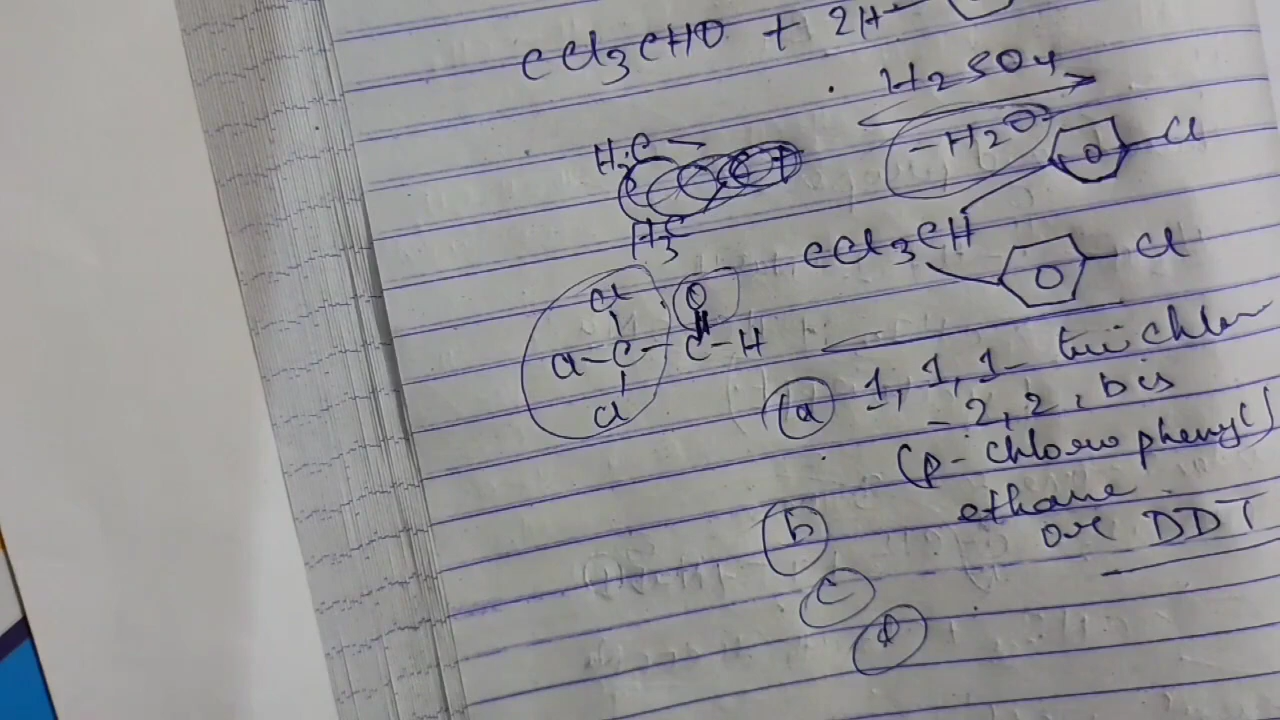 CCl3CHO + 2H
H2SO4
-H2O
Cl
H3C
H3C
CCl3CH
Cl
Cl O
Cl-C-C-H
Cl
(a) 1, 1, 1- trichlor
- 2, 2, bis
(p- chlorophenyl)
ethane
or DDT
(b)
(c)
(d)